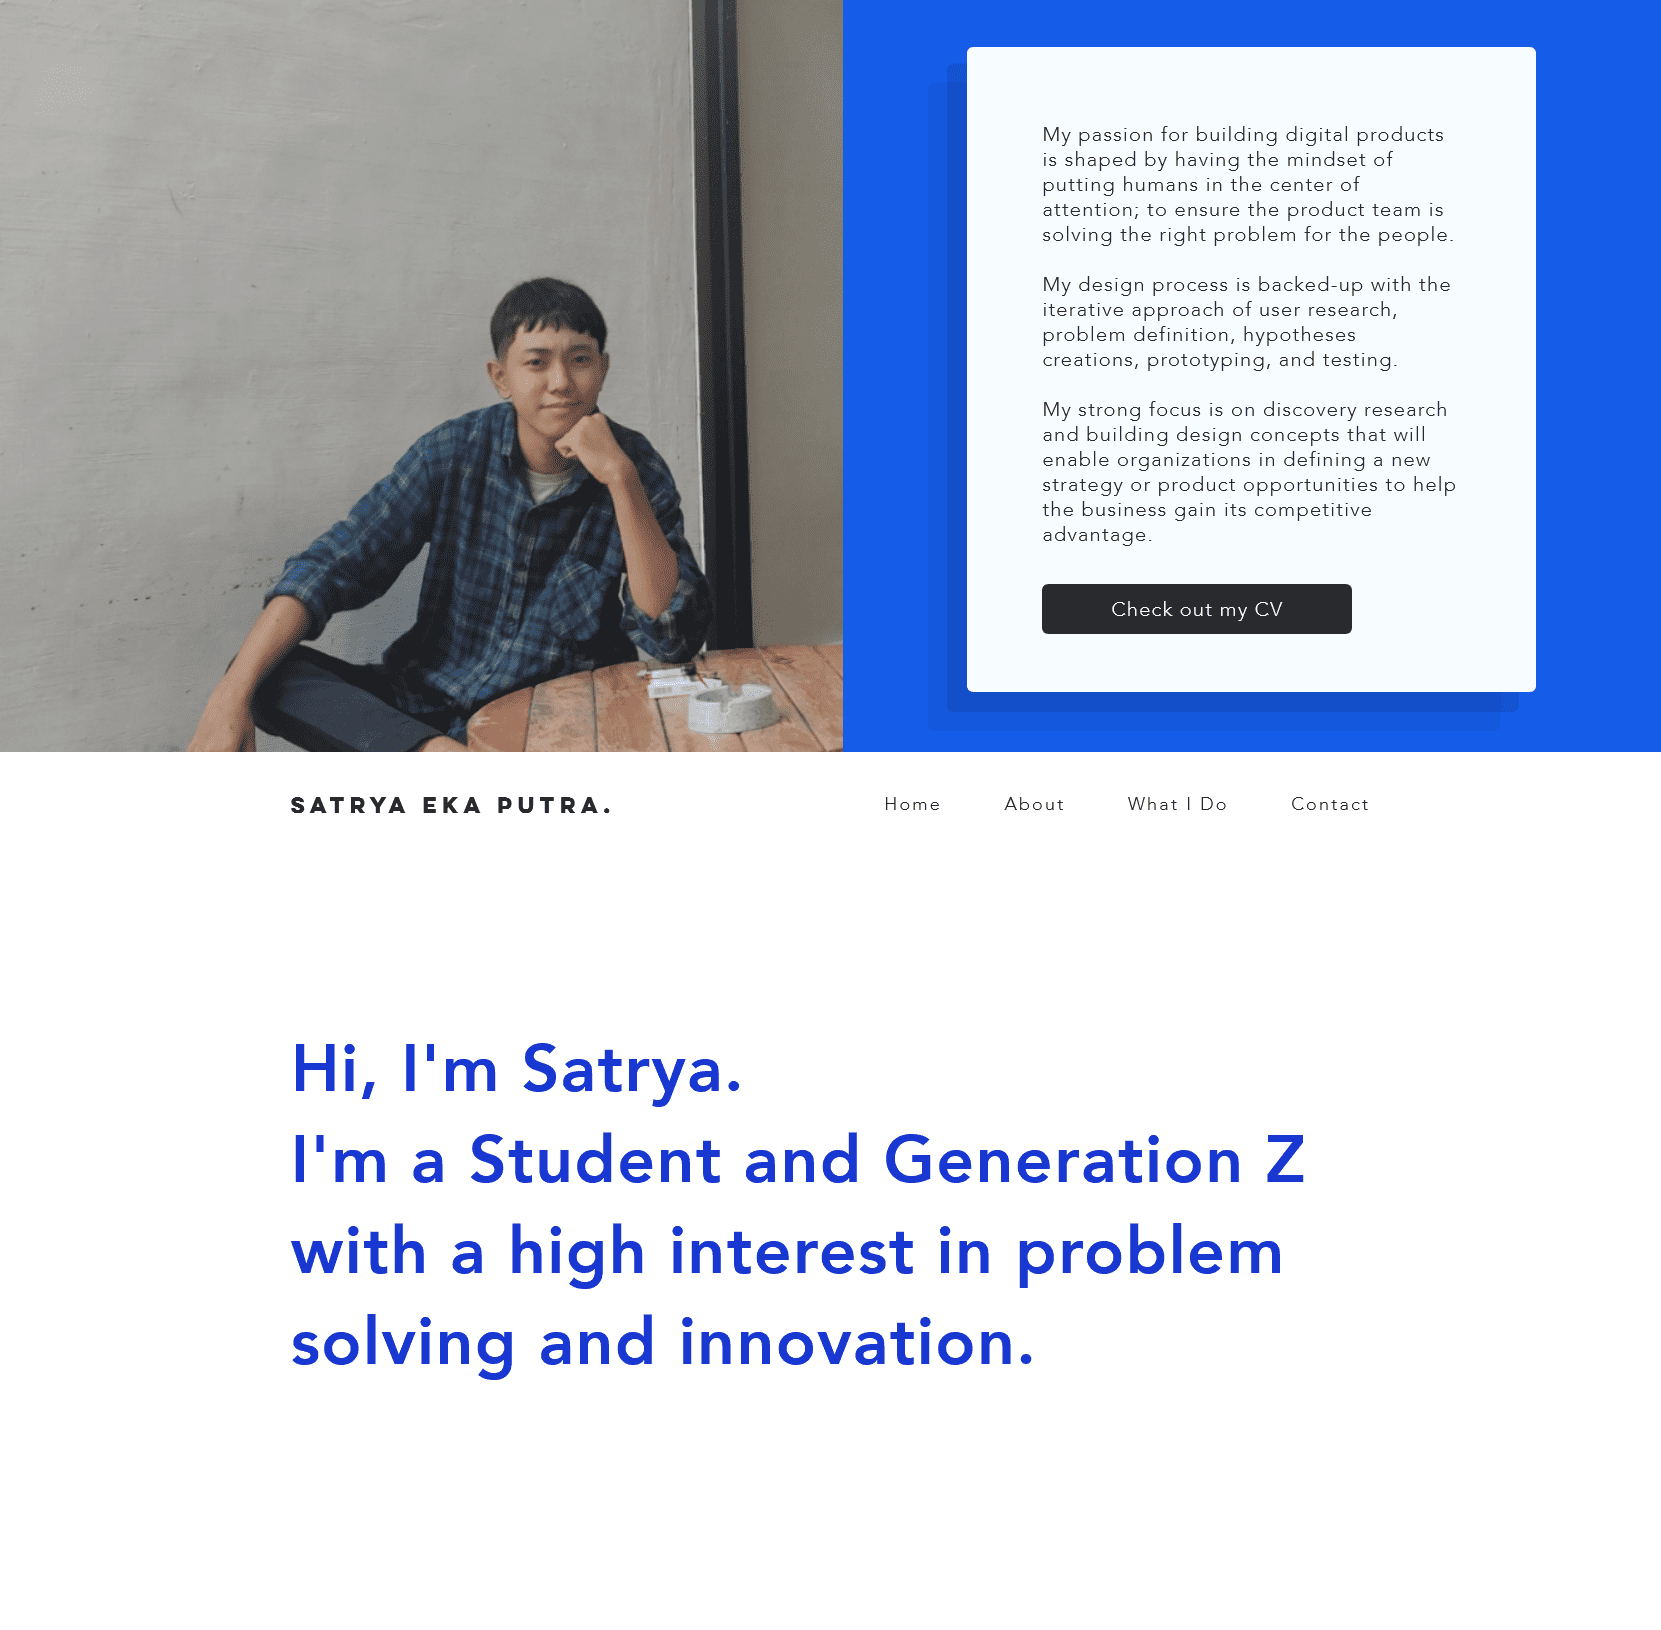 My passion for building digital products
is shaped by having the mindset of
putting humans in the center of
attention; to ensure the product team is
solving the right problem for the people.
My design process is backed-up with the
iterative approach of user research,
problem definition, hypotheses
creations, prototyping, and testing.
My strong focus is on discovery research
and building design concepts that will
enable organizations in defining a new
strategy or product opportunities to help
the business gain its competitive
advantage.
Check out my CV
SATRYA EKA PUTRA.
Home About What I Do Contact
Hi, I'm Satrya.
I'm a Student and Generation Z
with a high interest in problem
solving and innovation.